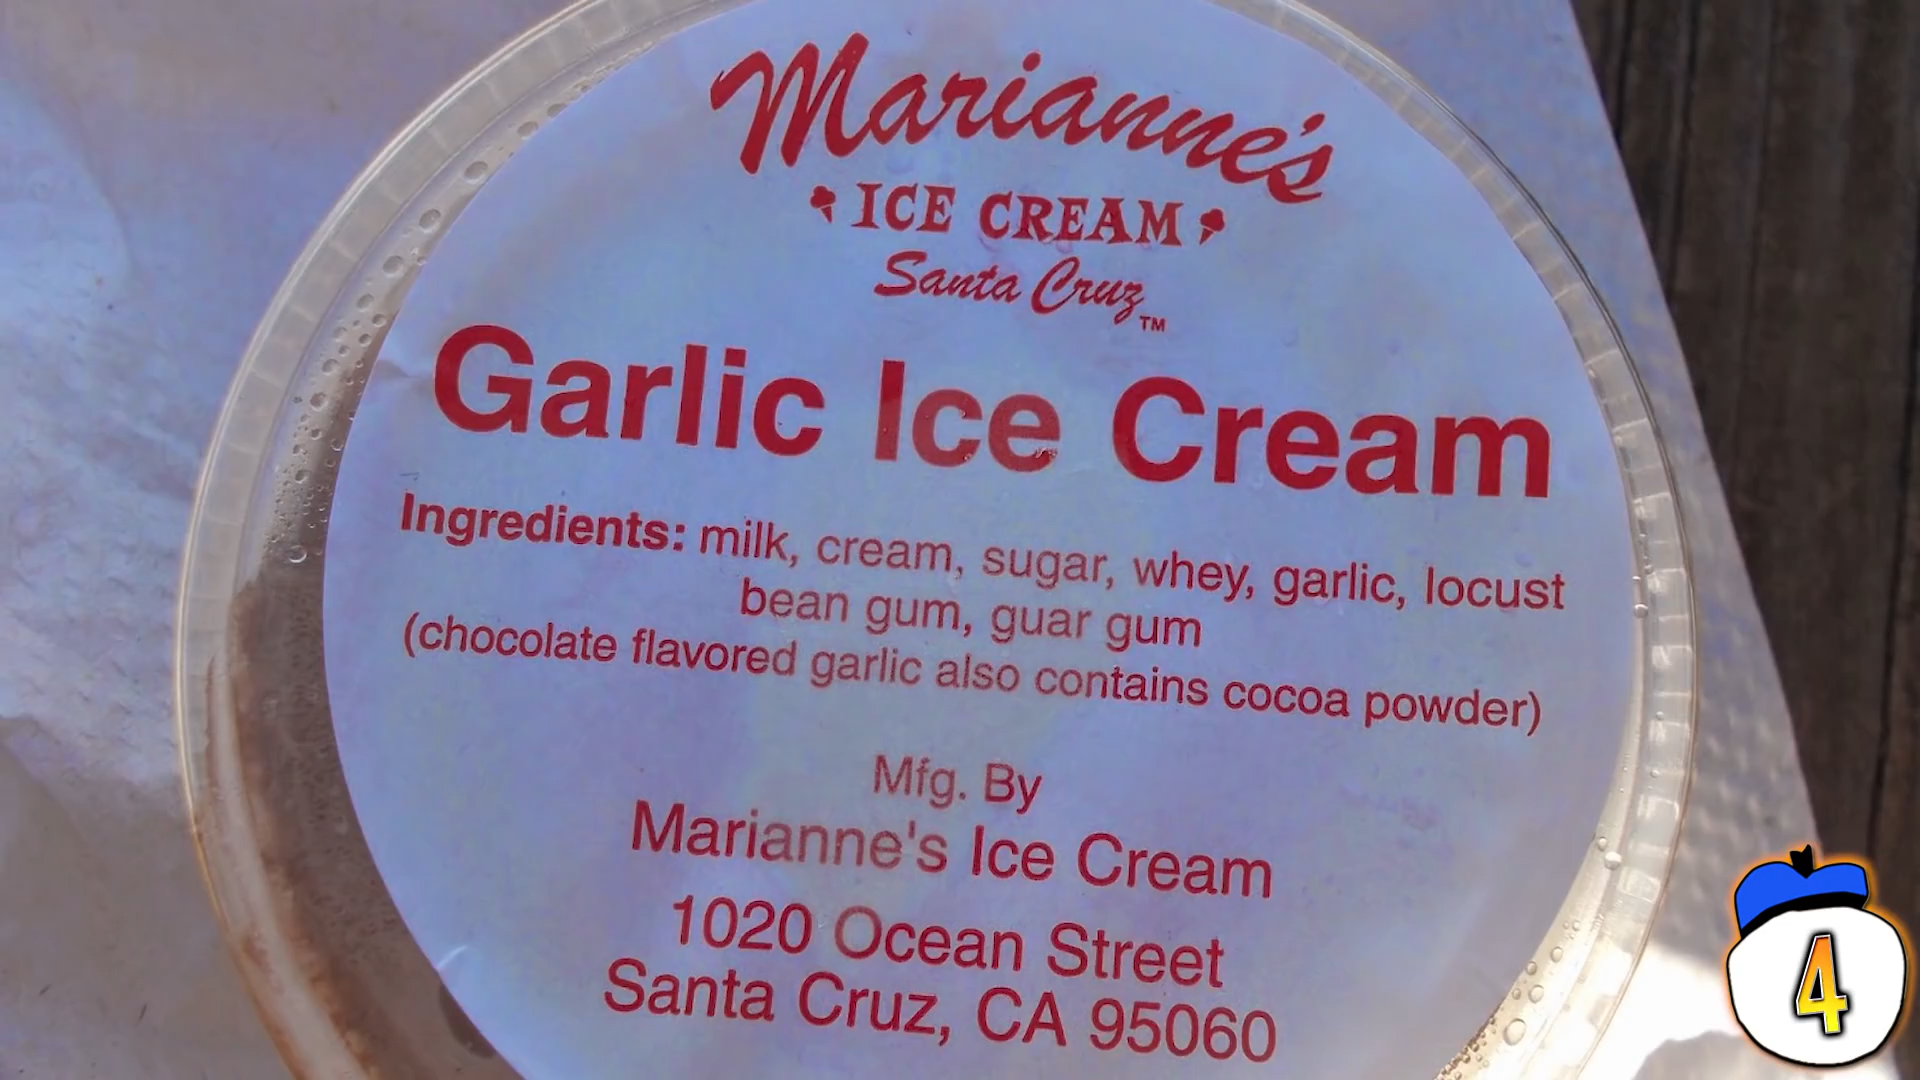 Marianne's
ICE CREAM
Santa Cruz™
Garlic Ice Cream
Ingredients: milk, cream, sugar, whey, garlic, locust
bean gum, guar gum
(chocolate flavored garlic also contains cocoa powder)
Mfg. By
Marianne's Ice Cream
1020 Ocean Street
Santa Cruz, CA 95060
4